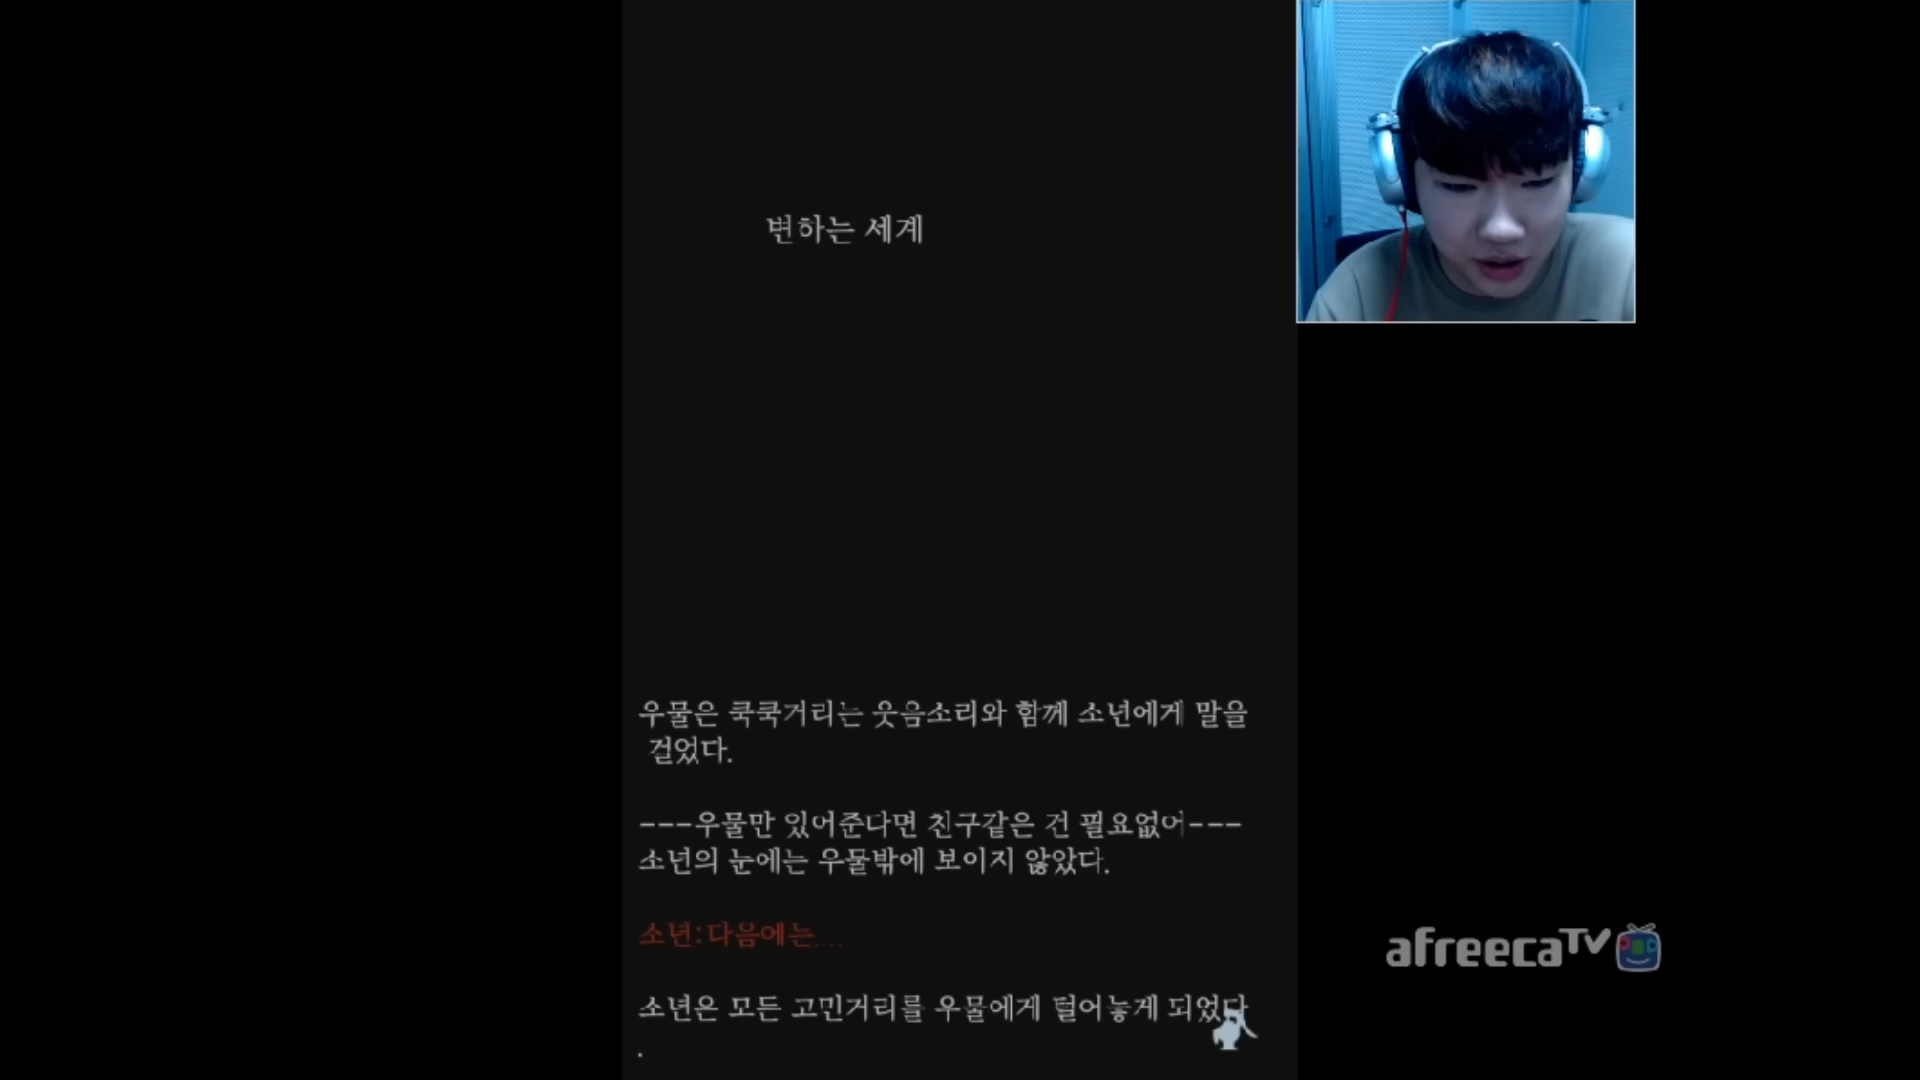 변하는 세계
우물은 쿡쿡거리는 웃음소리와 함께 소년에게 말을
걸었다.
---우물만 있어준다면 친구같은 건 필요없어---
소년의 눈에는 우물밖에 보이지 않았다.
소년:다음에는....
소년은 모든 고민거리를 우물에게 털어놓게 되었다
.
afreecaTV